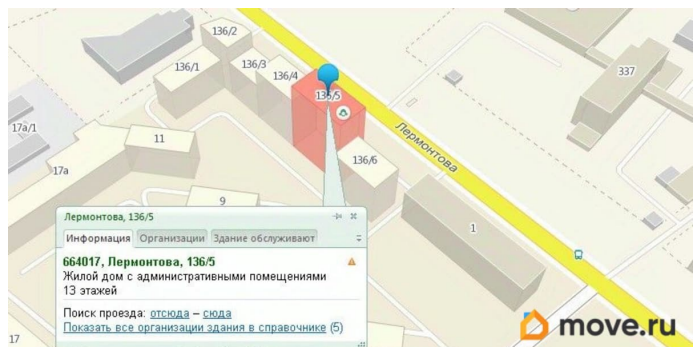 136/2
136/1
136/3
136/4
136/5
337
17а/1
11
136/6
Лермонтова
17а
9
1
Лермонтова, 136/5
Информация Организации Здание обслуживают
664017, Лермонтова, 136/5
Жилой дом с административными помещениями
13 этажей
Поиск проезда: отсюда – сюда
Показать все организации здания в справочнике (5)
17
move.ru